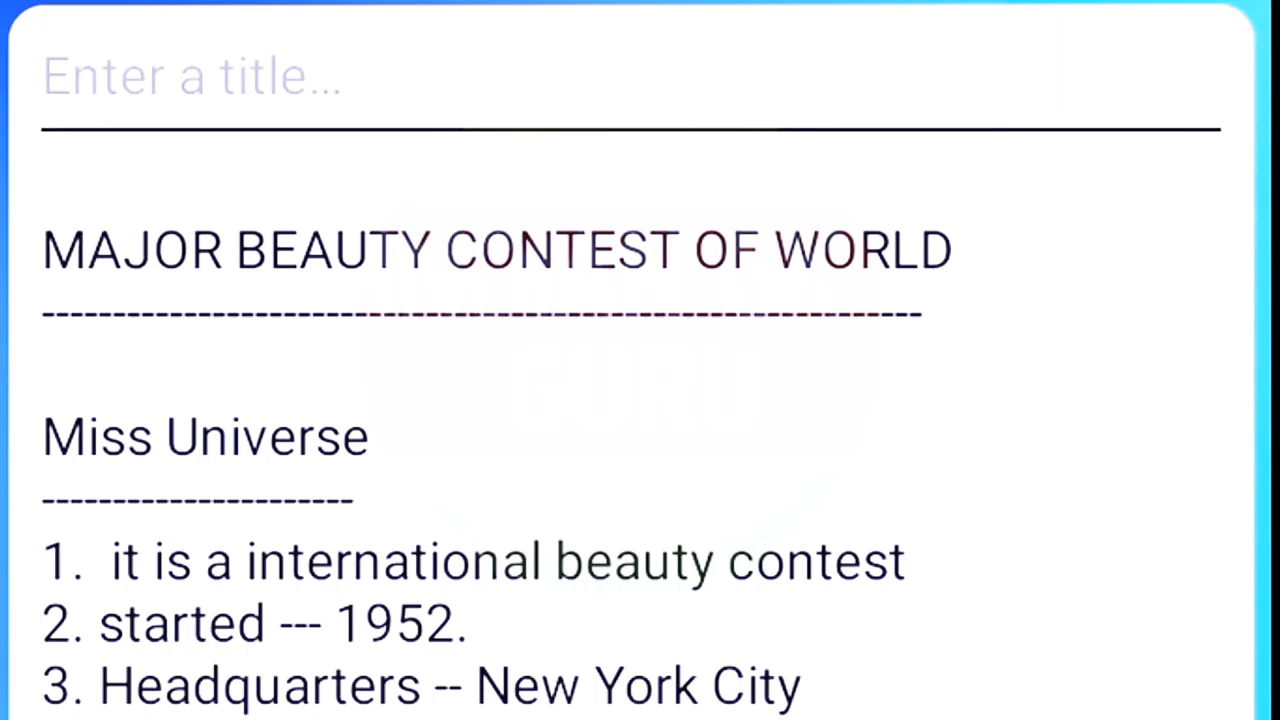 Enter a title...
MAJOR BEAUTY CONTEST OF WORLD
--------------------------------------------------------------
Miss Universe
----------------------
1.  it is a international beauty contest
2. started --- 1952.
3. Headquarters -- New York City